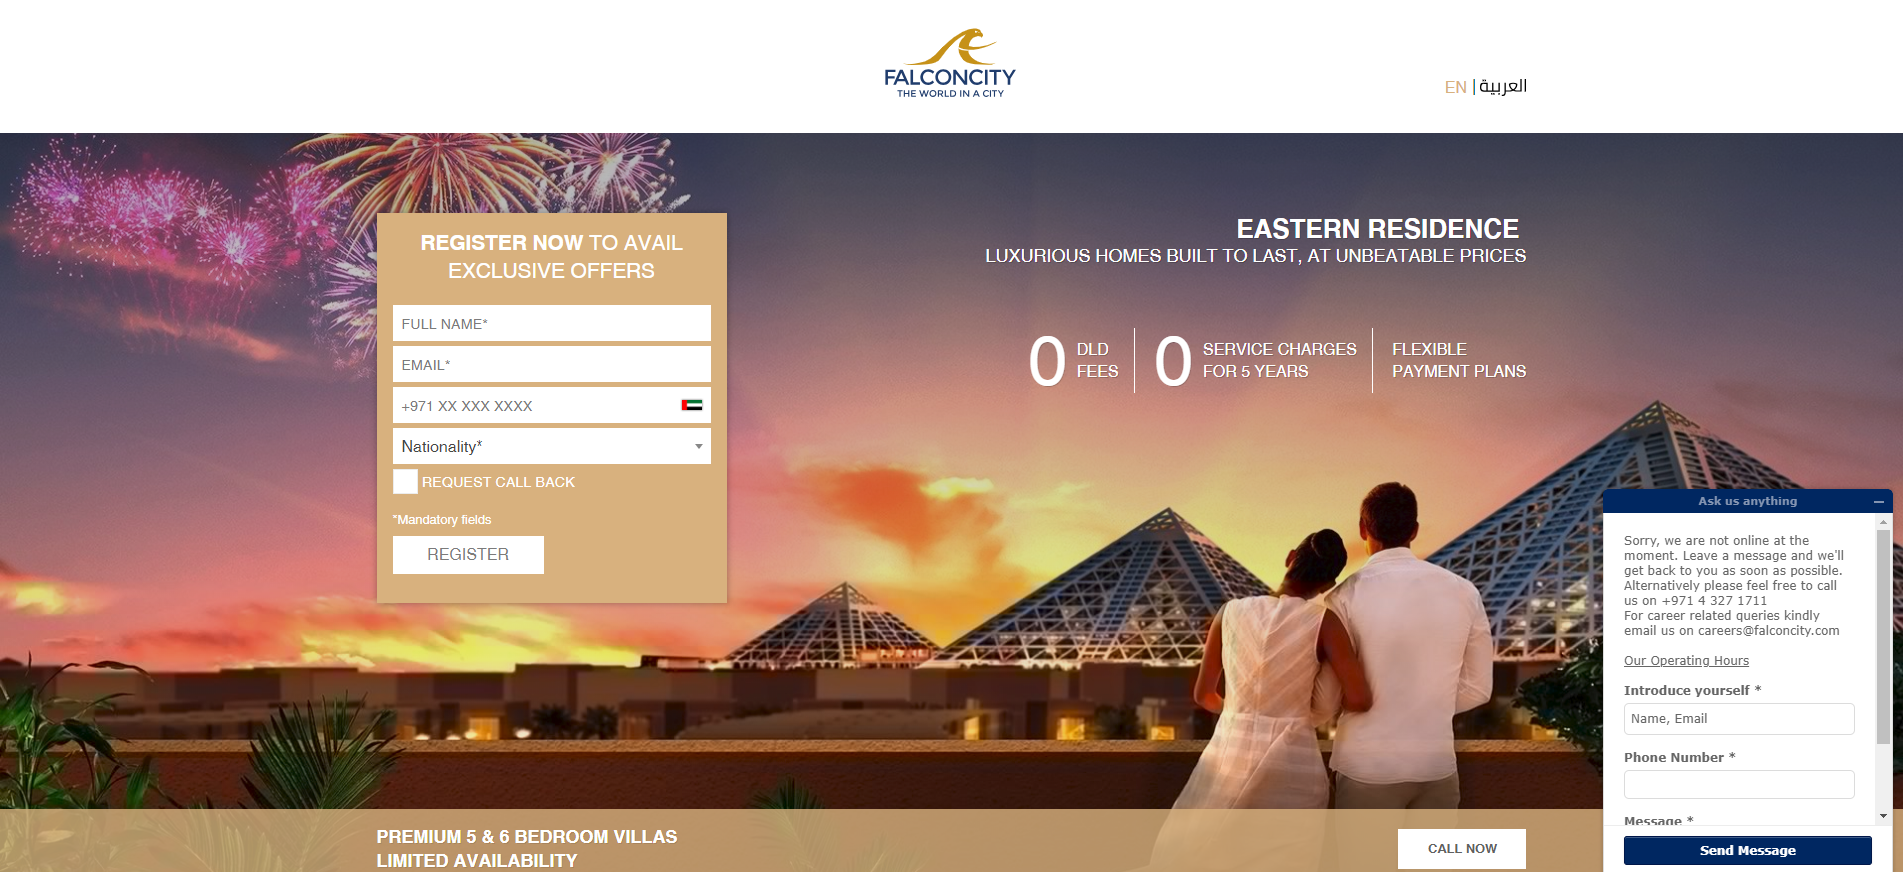 FALCONCITY
THE WORLD IN A CITY
EN | العربية
REGISTER NOW TO AVAIL
EXCLUSIVE OFFERS
FULL NAME*
EMAIL*
+971 XX XXX XXXX
Nationality*
REQUEST CALL BACK
*Mandatory fields
REGISTER
EASTERN RESIDENCE
LUXURIOUS HOMES BUILT TO LAST, AT UNBEATABLE PRICES
0 DLD
FEES
0 SERVICE CHARGES
FOR 5 YEARS
FLEXIBLE
PAYMENT PLANS
PREMIUM 5 & 6 BEDROOM VILLAS
LIMITED AVAILABILITY
CALL NOW
Ask us anything
Sorry, we are not online at the
moment. Leave a message and we'll
get back to you as soon as possible.
Alternatively please feel free to call
us on +971 4 327 1711
For career related queries kindly
email us on careers@falconcity.com
Our Operating Hours
Introduce yourself *
Name, Email
Phone Number *
Message *
Send Message